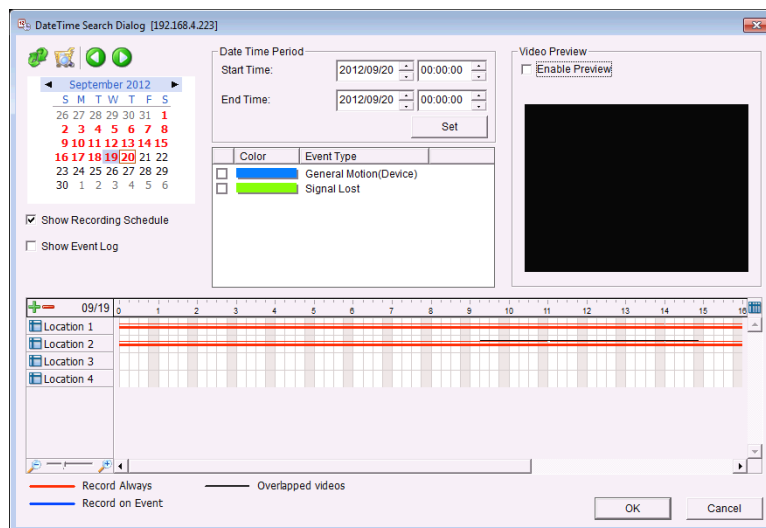 DateTime Search Dialog [192.168.4.223]
Date Time Period
Start Time: 2012/09/20 00:00:00
End Time: 2012/09/20 00:00:00
Set
Video Preview
Enable Preview
September 2012
S M T W T F S
26 27 28 29 30 31 1
2 3 4 5 6 7 8
9 10 11 12 13 14 15
16 17 18 19 20 21 22
23 24 25 26 27 28 29
30 1 2 3 4 5 6
Show Recording Schedule
Show Event Log
Color Event Type
General Motion(Device)
Signal Lost
09/19 0 1 2 3 4 5 6 7 8 9 10 11 12 13 14 15 16
Location 1
Location 2
Location 3
Location 4
Record Always Overlapped videos
Record on Event
OK Cancel